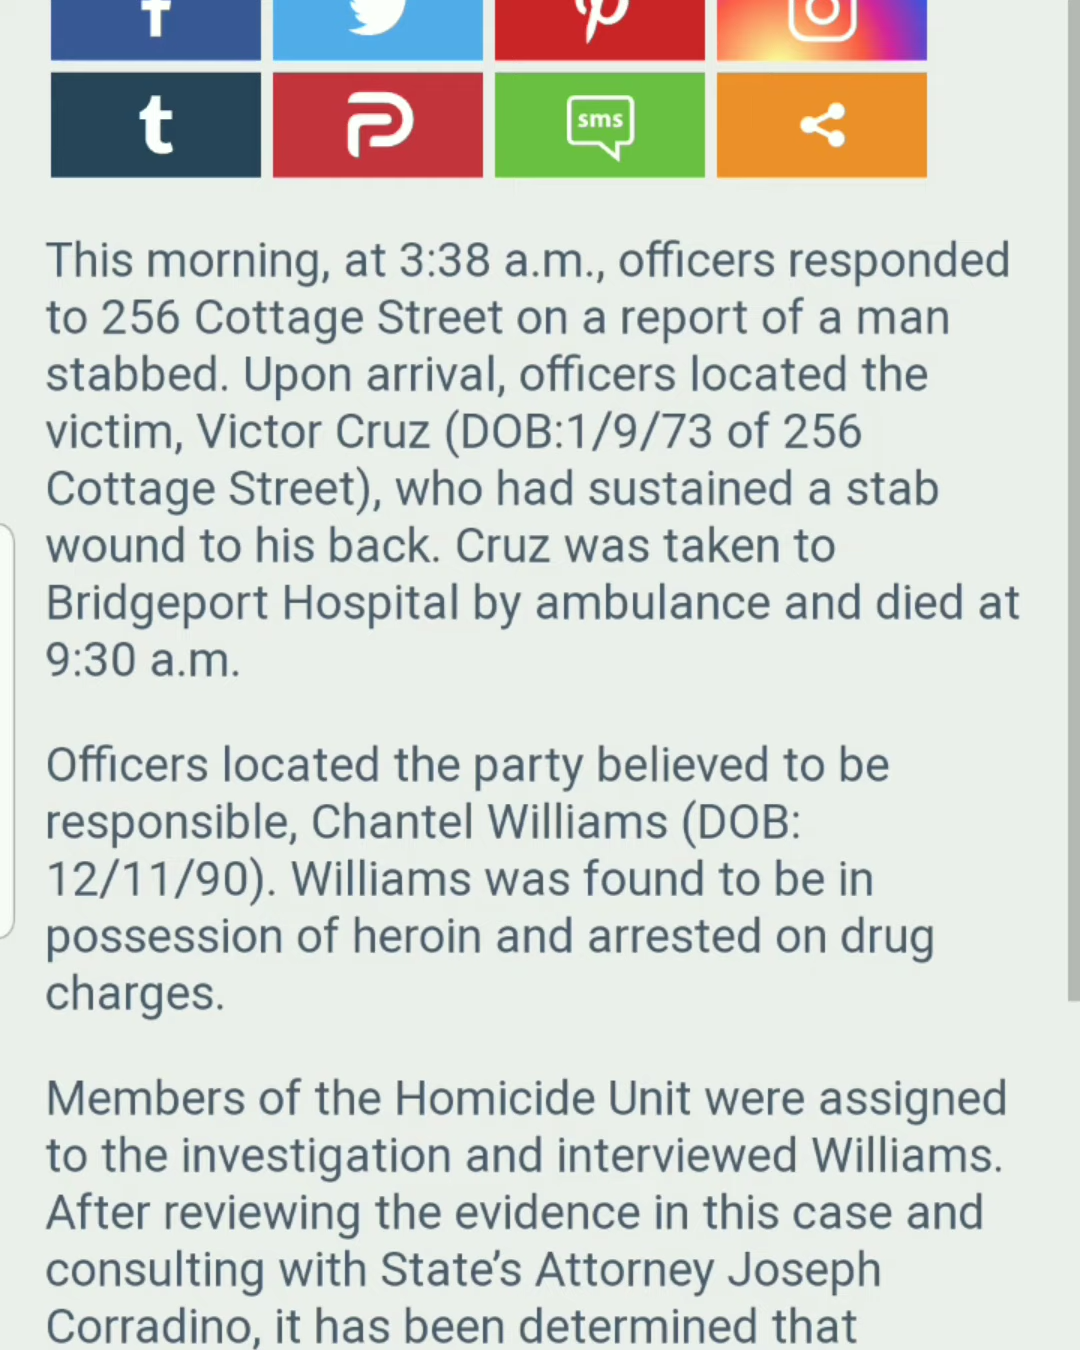 f
t
sms
This morning, at 3:38 a.m., officers responded
to 256 Cottage Street on a report of a man
stabbed. Upon arrival, officers located the
victim, Victor Cruz (DOB:1/9/73 of 256
Cottage Street), who had sustained a stab
wound to his back. Cruz was taken to
Bridgeport Hospital by ambulance and died at
9:30 a.m.
Officers located the party believed to be
responsible, Chantel Williams (DOB:
12/11/90). Williams was found to be in
possession of heroin and arrested on drug
charges.
Members of the Homicide Unit were assigned
to the investigation and interviewed Williams.
After reviewing the evidence in this case and
consulting with State’s Attorney Joseph
Corradino, it has been determined that